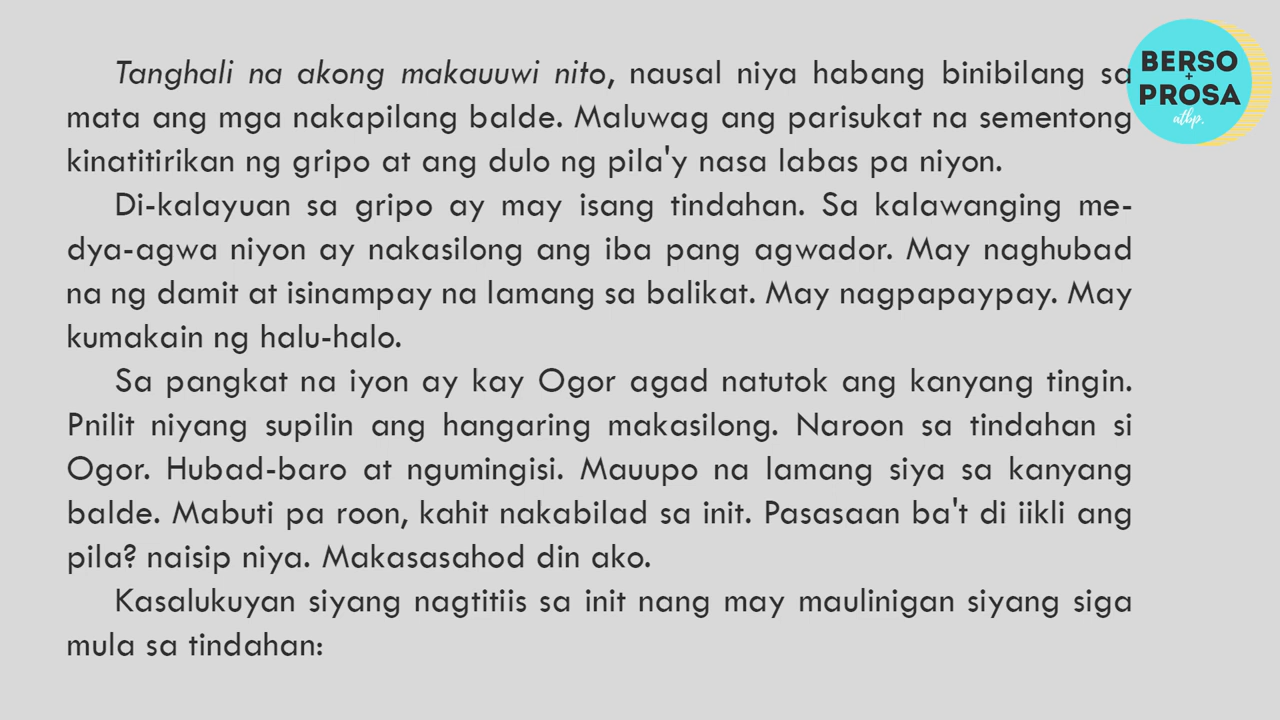 Tanghali na akong makauuwi nito, nausal niya habang binibilang sa
mata ang mga nakapilang balde. Maluwag ang parisukat na sementong
kinatitirikan ng gripo at ang dulo ng pila'y nasa labas pa niyon.
Di-kalayuan sa gripo ay may isang tindahan. Sa kalawanging me-
dya-agwa niyon ay nakasilong ang iba pang agwador. May naghubad
na ng damit at isinampay na lamang sa balikat. May nagpapaypay. May
kumakain ng halu-halo.
Sa pangkat na iyon ay kay Ogor agad natutok ang kanyang tingin.
Pnilit niyang supilin ang hangaring makasilong. Naroon sa tindahan si
Ogor. Hubad-baro at ngumingisi. Mauupo na lamang siya sa kanyang
balde. Mabuti pa roon, kahit nakabilad sa init. Pasasaan ba't di iikli ang
pila? naisip niya. Makasasahod din ako.
Kasalukuyan siyang nagtitiis sa init nang may maulinigan siyang siga
mula sa tindahan:
BERSO
+
PROSA
atbp.